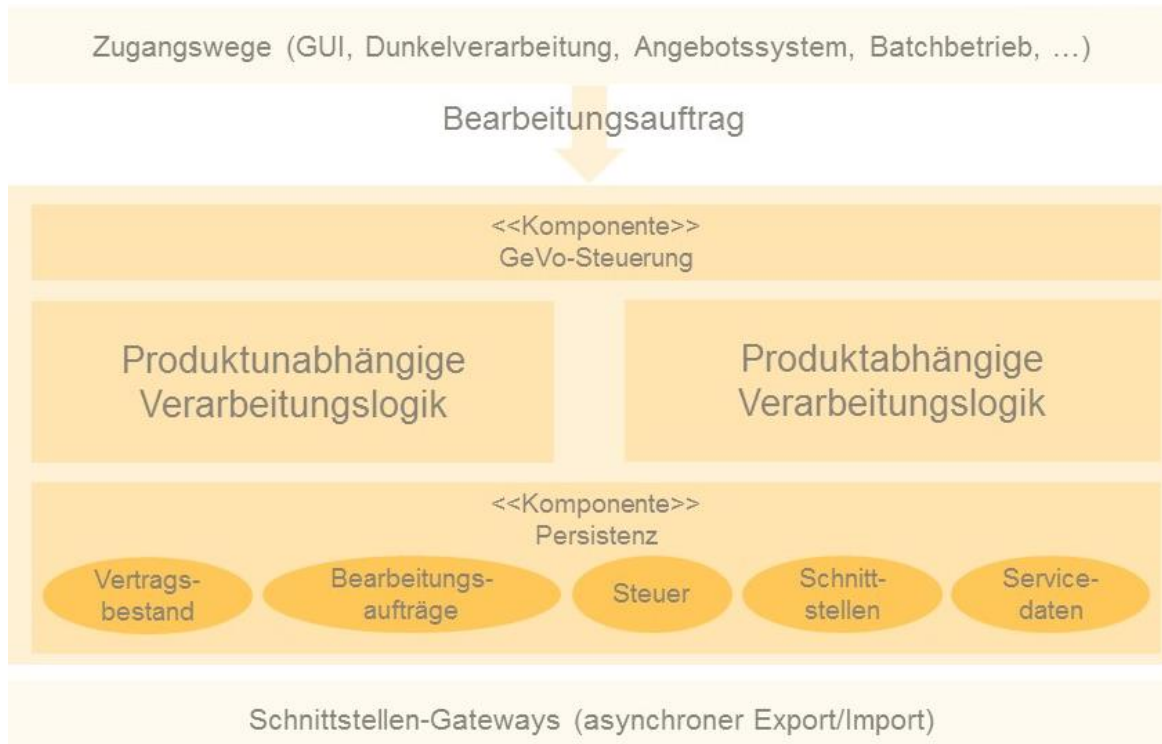 Zugangswege (GUI, Dunkelverarbeitung, Angebotssystem, Batchbetrieb, …)
Bearbeitungsauftrag
<<Komponente>>
GeVo-Steuerung
Produktunabhängige
Verarbeitungslogik
Produktabhängige
Verarbeitungslogik
<<Komponente>>
Persistenz
Vertrags-
bestand
Bearbeitungs-
aufträge
Steuer
Schnitt-
stellen
Service-
daten
Schnittstellen-Gateways (asynchroner Export/Import)